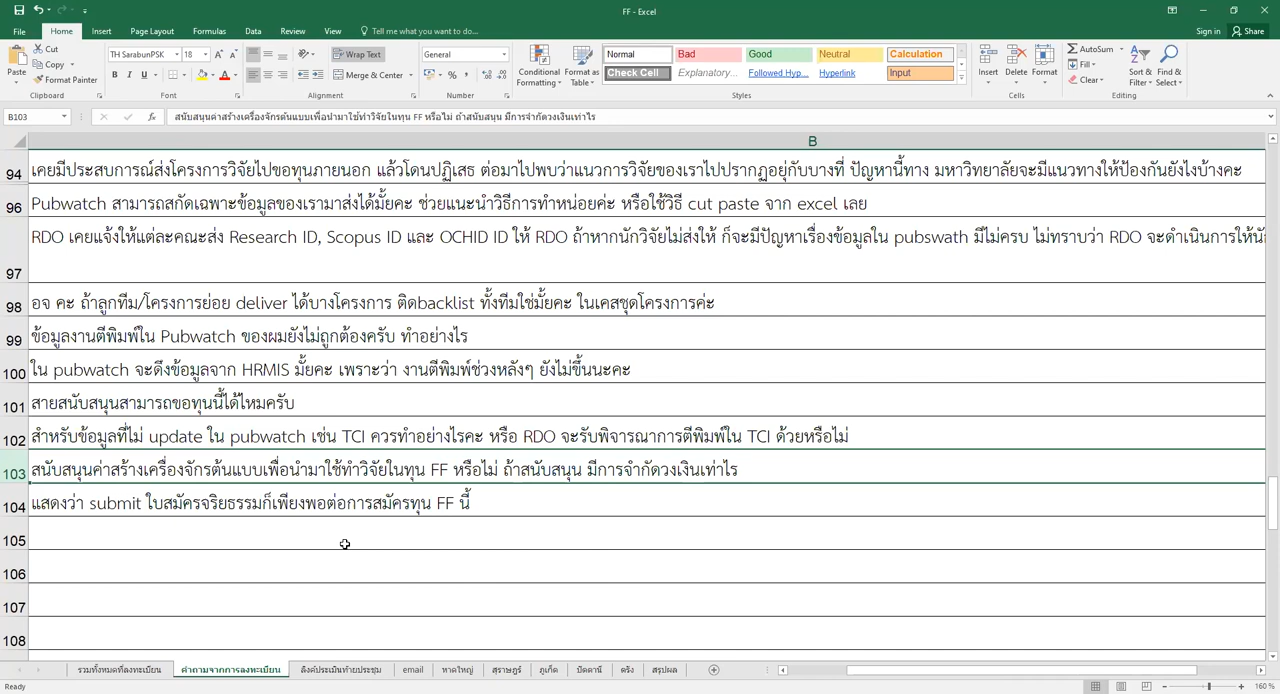 FF - Excel
File Home Insert Page Layout Formulas Data Review View Tell me what you want to do... Sign in Share
Paste Cut Copy Format Painter
TH SarabunPSK 18
B I U
Wrap Text
Merge & Center
General
Conditional Formatting Format as Table
Normal Bad Good Neutral Calculation
Check Cell Explanatory... Followed Hyp... Hyperlink Input
Insert Delete Format
AutoSum Fill Clear
Sort & Filter Find & Select
Clipboard Font Alignment Number Styles Cells Editing
B103 fx สนับสนุนค่าสร้างเครื่องจักรต้นแบบเพื่อนำมาใช้ทำวิจัยในทุน FF หรือไม่ ถ้าสนับสนุน มีการจำกัดวงเงินเท่าไร
B
94 เคยมีประสบการณ์ส่งโครงการวิจัยไปขอทุนภายนอก แล้วโดนปฏิเสธ ต่อมาไปพบว่าแนวการวิจัยของเราไปปรากฏอยู่กับบางที่ ปัญหานี้ทาง มหาวิทยาลัยจะมีแนวทางให้ป้องกันยังไงบ้างคะ
96 Pubwatch สามารถสกัดเฉพาะข้อมูลของเรามาส่งได้มั้ยคะ ช่วยแนะนำวิธีการทำหน่อยค่ะ หรือใช้วิธี cut paste จาก excel เลย
97 RDO เคยแจ้งให้แต่ละคณะส่ง Research ID, Scopus ID และ OCHID ID ให้ RDO ถ้าหากนักวิจัยไม่ส่งให้ ก็จะมีปัญหาเรื่องข้อมูลใน pubswath มีไม่ครบ ไม่ทราบว่า RDO จะดำเนินการให้นัก
98 อจ คะ ถ้าลูกทีม/โครงการย่อย deliver ได้บางโครงการ ติดbacklist ทั้งทีมใช่มั้ยคะ ในเคสชุดโครงการค่ะ
99 ข้อมูลงานตีพิมพ์ใน Pubwatch ของผมยังไม่ถูกต้องครับ ทำอย่างไร
100 ใน pubwatch จะดึงข้อมูลจาก HRMIS มั้ยคะ เพราะว่า งานตีพิมพ์ช่วงหลังๆ ยังไม่ขึ้นนะคะ
101 สายสนับสนุนสามารถขอทุนนี้ได้ไหมครับ
102 สำหรับข้อมูลที่ไม่ update ใน pubwatch เช่น TCI ควรทำอย่างไรคะ หรือ RDO จะรับพิจารณาการตีพิมพ์ใน TCI ด้วยหรือไม่
103 สนับสนุนค่าสร้างเครื่องจักรต้นแบบเพื่อนำมาใช้ทำวิจัยในทุน FF หรือไม่ ถ้าสนับสนุน มีการจำกัดวงเงินเท่าไร
104 แสดงว่า submit ใบสมัครจริยธรรมก็เพียงพอต่อการสมัครทุน FF นี้
105
106
107
108
รวมทั้งหมดที่ลงทะเบียน คำถามจากการลงทะเบียน ลิงค์ประเมินท้ายประชุม email หาดใหญ่ สุราษฎร์ ภูเก็ต ปัตตานี ตรัง สรุปผล
Ready 160 %